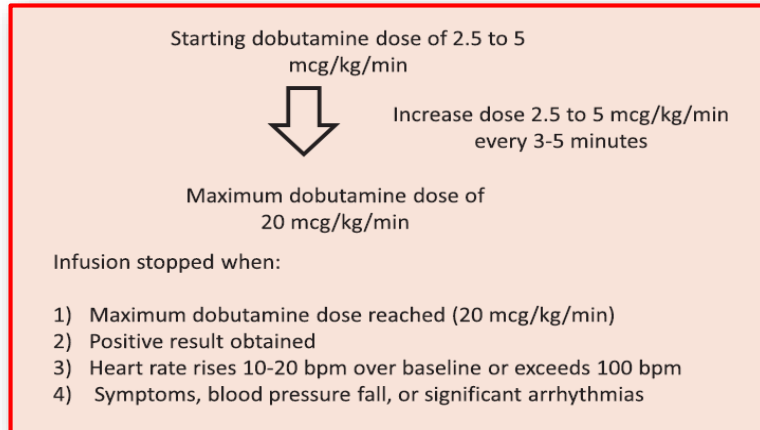 Starting dobutamine dose of 2.5 to 5
mcg/kg/min
Increase dose 2.5 to 5 mcg/kg/min
every 3-5 minutes
Maximum dobutamine dose of
20 mcg/kg/min
Infusion stopped when:
1) Maximum dobutamine dose reached (20 mcg/kg/min)
2) Positive result obtained
3) Heart rate rises 10-20 bpm over baseline or exceeds 100 bpm
4) Symptoms, blood pressure fall, or significant arrhythmias